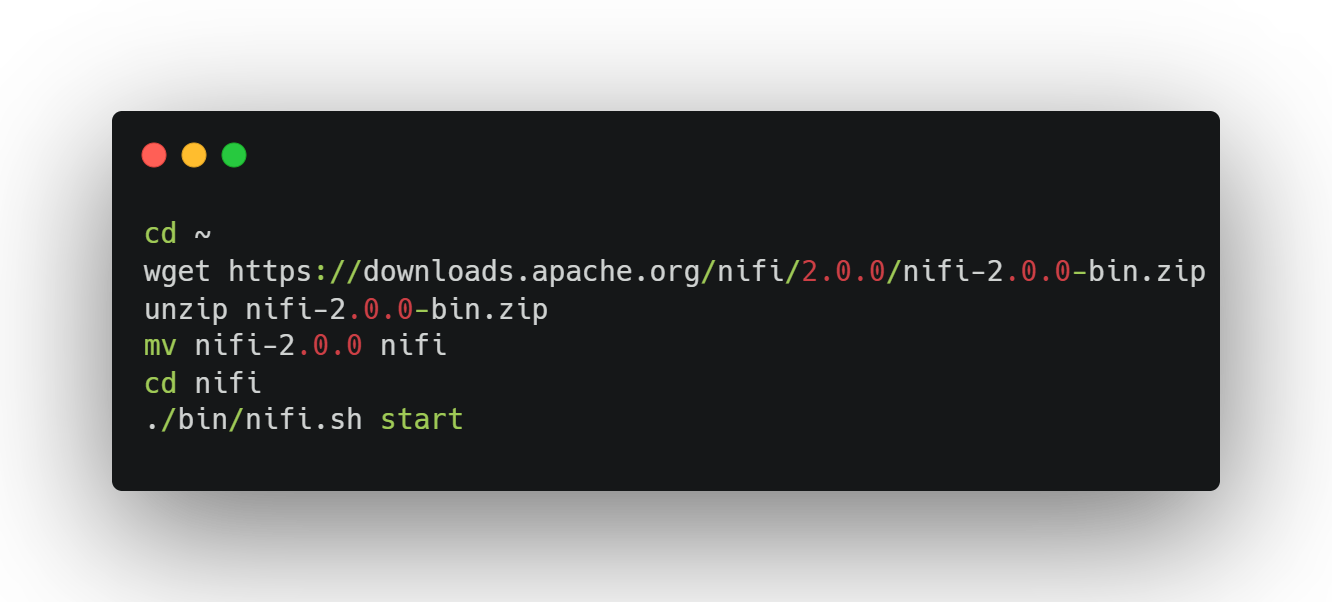 cd ~
wget https://downloads.apache.org/nifi/2.0.0/nifi-2.0.0-bin.zip
unzip nifi-2.0.0-bin.zip
mv nifi-2.0.0 nifi
cd nifi
./bin/nifi.sh start